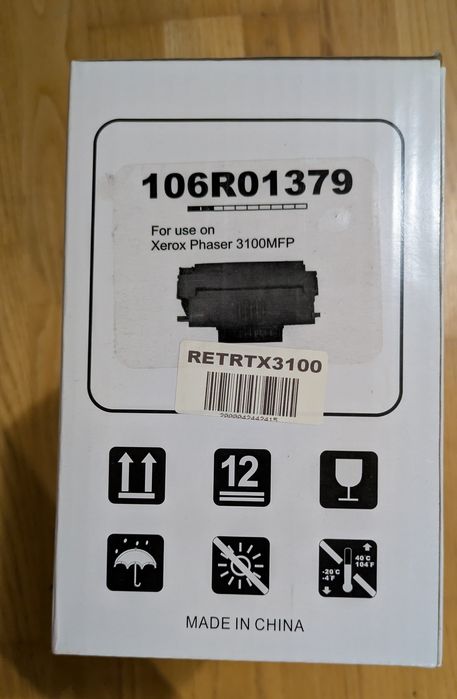 106R01379
For use on
Xerox Phaser 3100MFP
RETRTX3100
12
40°C
104°F
-20°C
-4°F
MADE IN CHINA